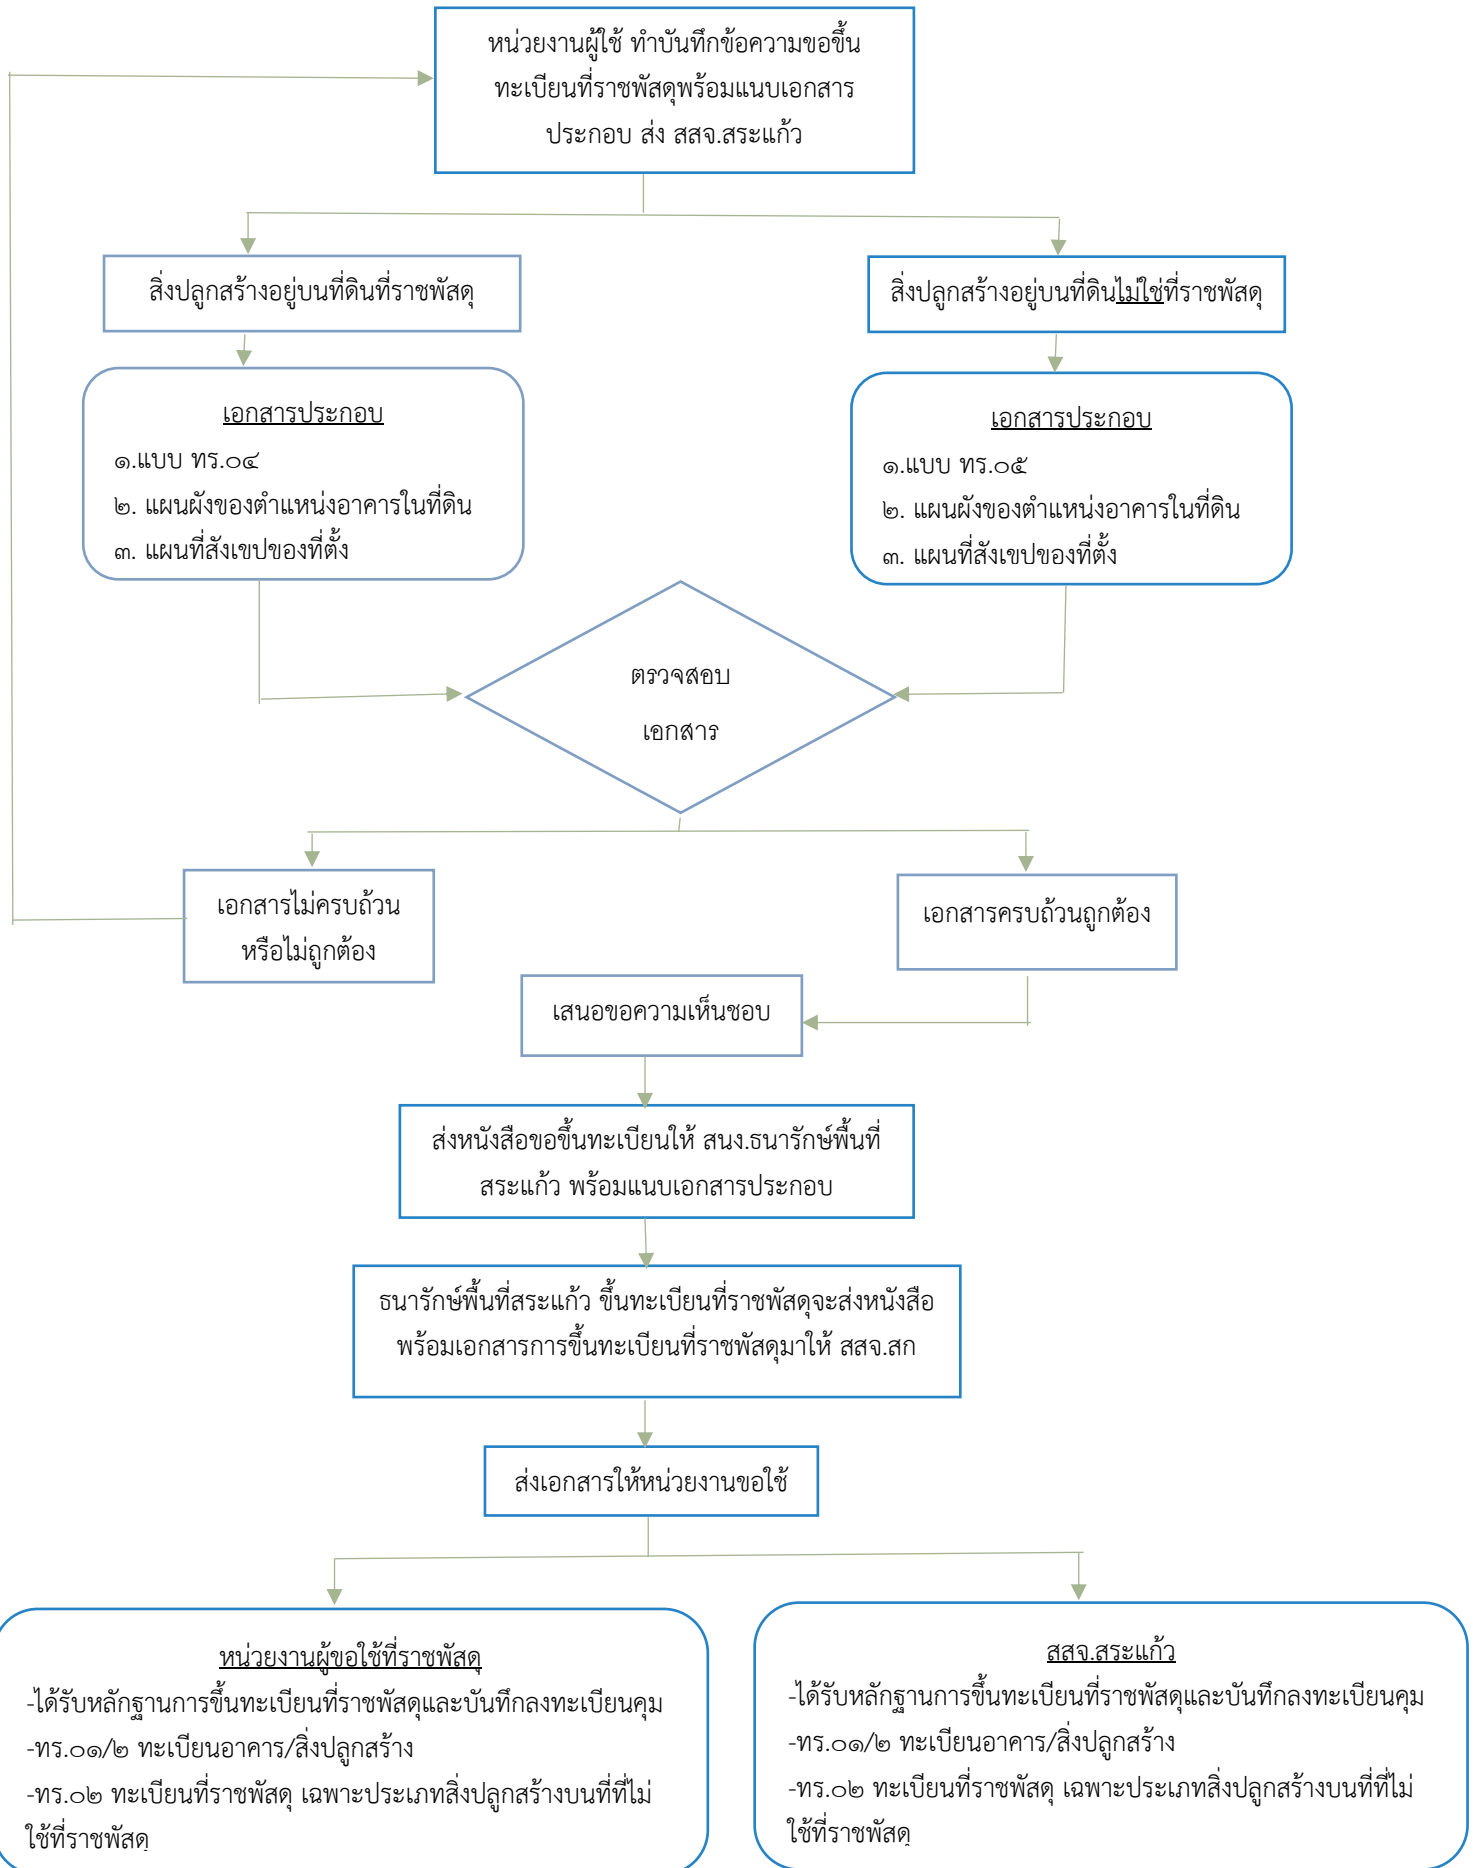 หน่วยงานผู้ใช้ ทำบันทึกข้อความขอขึ้น
ทะเบียนที่ราชพัสดุพร้อมแนบเอกสาร
ประกอบ ส่ง สสจ.สระแก้ว
สิ่งปลูกสร้างอยู่บนที่ดินที่ราชพัสดุ
สิ่งปลูกสร้างอยู่บนที่ดินไม่ใช่ที่ราชพัสดุ
เอกสารประกอบ
๑.แบบ ทร.๐๔
๒. แผนผังของตำแหน่งอาคารในที่ดิน
๓. แผนที่สังเขปของที่ตั้ง
เอกสารประกอบ
๑.แบบ ทร.๐๕
๒. แผนผังของตำแหน่งอาคารในที่ดิน
๓. แผนที่สังเขปของที่ตั้ง
ตรวจสอบ
เอกสาร
เอกสารไม่ครบถ้วน
หรือไม่ถูกต้อง
เอกสารครบถ้วนถูกต้อง
เสนอขอความเห็นชอบ
ส่งหนังสือขอขึ้นทะเบียนให้ สนง.ธนารักษ์พื้นที่
สระแก้ว พร้อมแนบเอกสารประกอบ
ธนารักษ์พื้นที่สระแก้ว ขึ้นทะเบียนที่ราชพัสดุจะส่งหนังสือ
พร้อมเอกสารการขึ้นทะเบียนที่ราชพัสดุมาให้ สสจ.สก
ส่งเอกสารให้หน่วยงานขอใช้
หน่วยงานผู้ขอใช้ที่ราชพัสดุ
-ได้รับหลักฐานการขึ้นทะเบียนที่ราชพัสดุและบันทึกลงทะเบียนคุม
-ทร.๐๑/๒ ทะเบียนอาคาร/สิ่งปลูกสร้าง
-ทร.๐๒ ทะเบียนที่ราชพัสดุ เฉพาะประเภทสิ่งปลูกสร้างบนที่ที่ไม่
ใช้ที่ราชพัสดุ
สสจ.สระแก้ว
-ได้รับหลักฐานการขึ้นทะเบียนที่ราชพัสดุและบันทึกลงทะเบียนคุม
-ทร.๐๑/๒ ทะเบียนอาคาร/สิ่งปลูกสร้าง
-ทร.๐๒ ทะเบียนที่ราชพัสดุ เฉพาะประเภทสิ่งปลูกสร้างบนที่ที่ไม่
ใช้ที่ราชพัสดุ